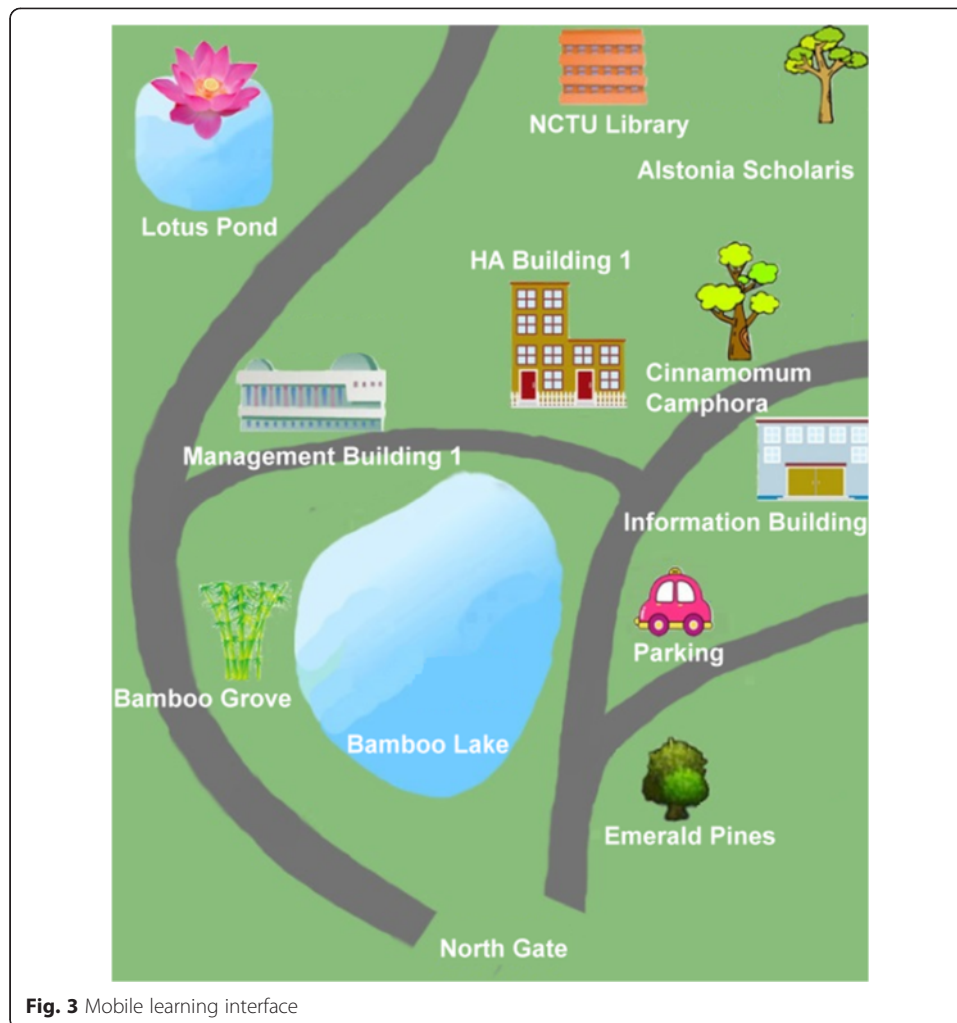 NCTU Library
Alstonia Scholaris
Lotus Pond
HA Building 1
Cinnamomum
Camphora
Management Building 1
Information Building
Parking
Bamboo Grove
Bamboo Lake
Emerald Pines
North Gate
Fig. 3 Mobile learning interface